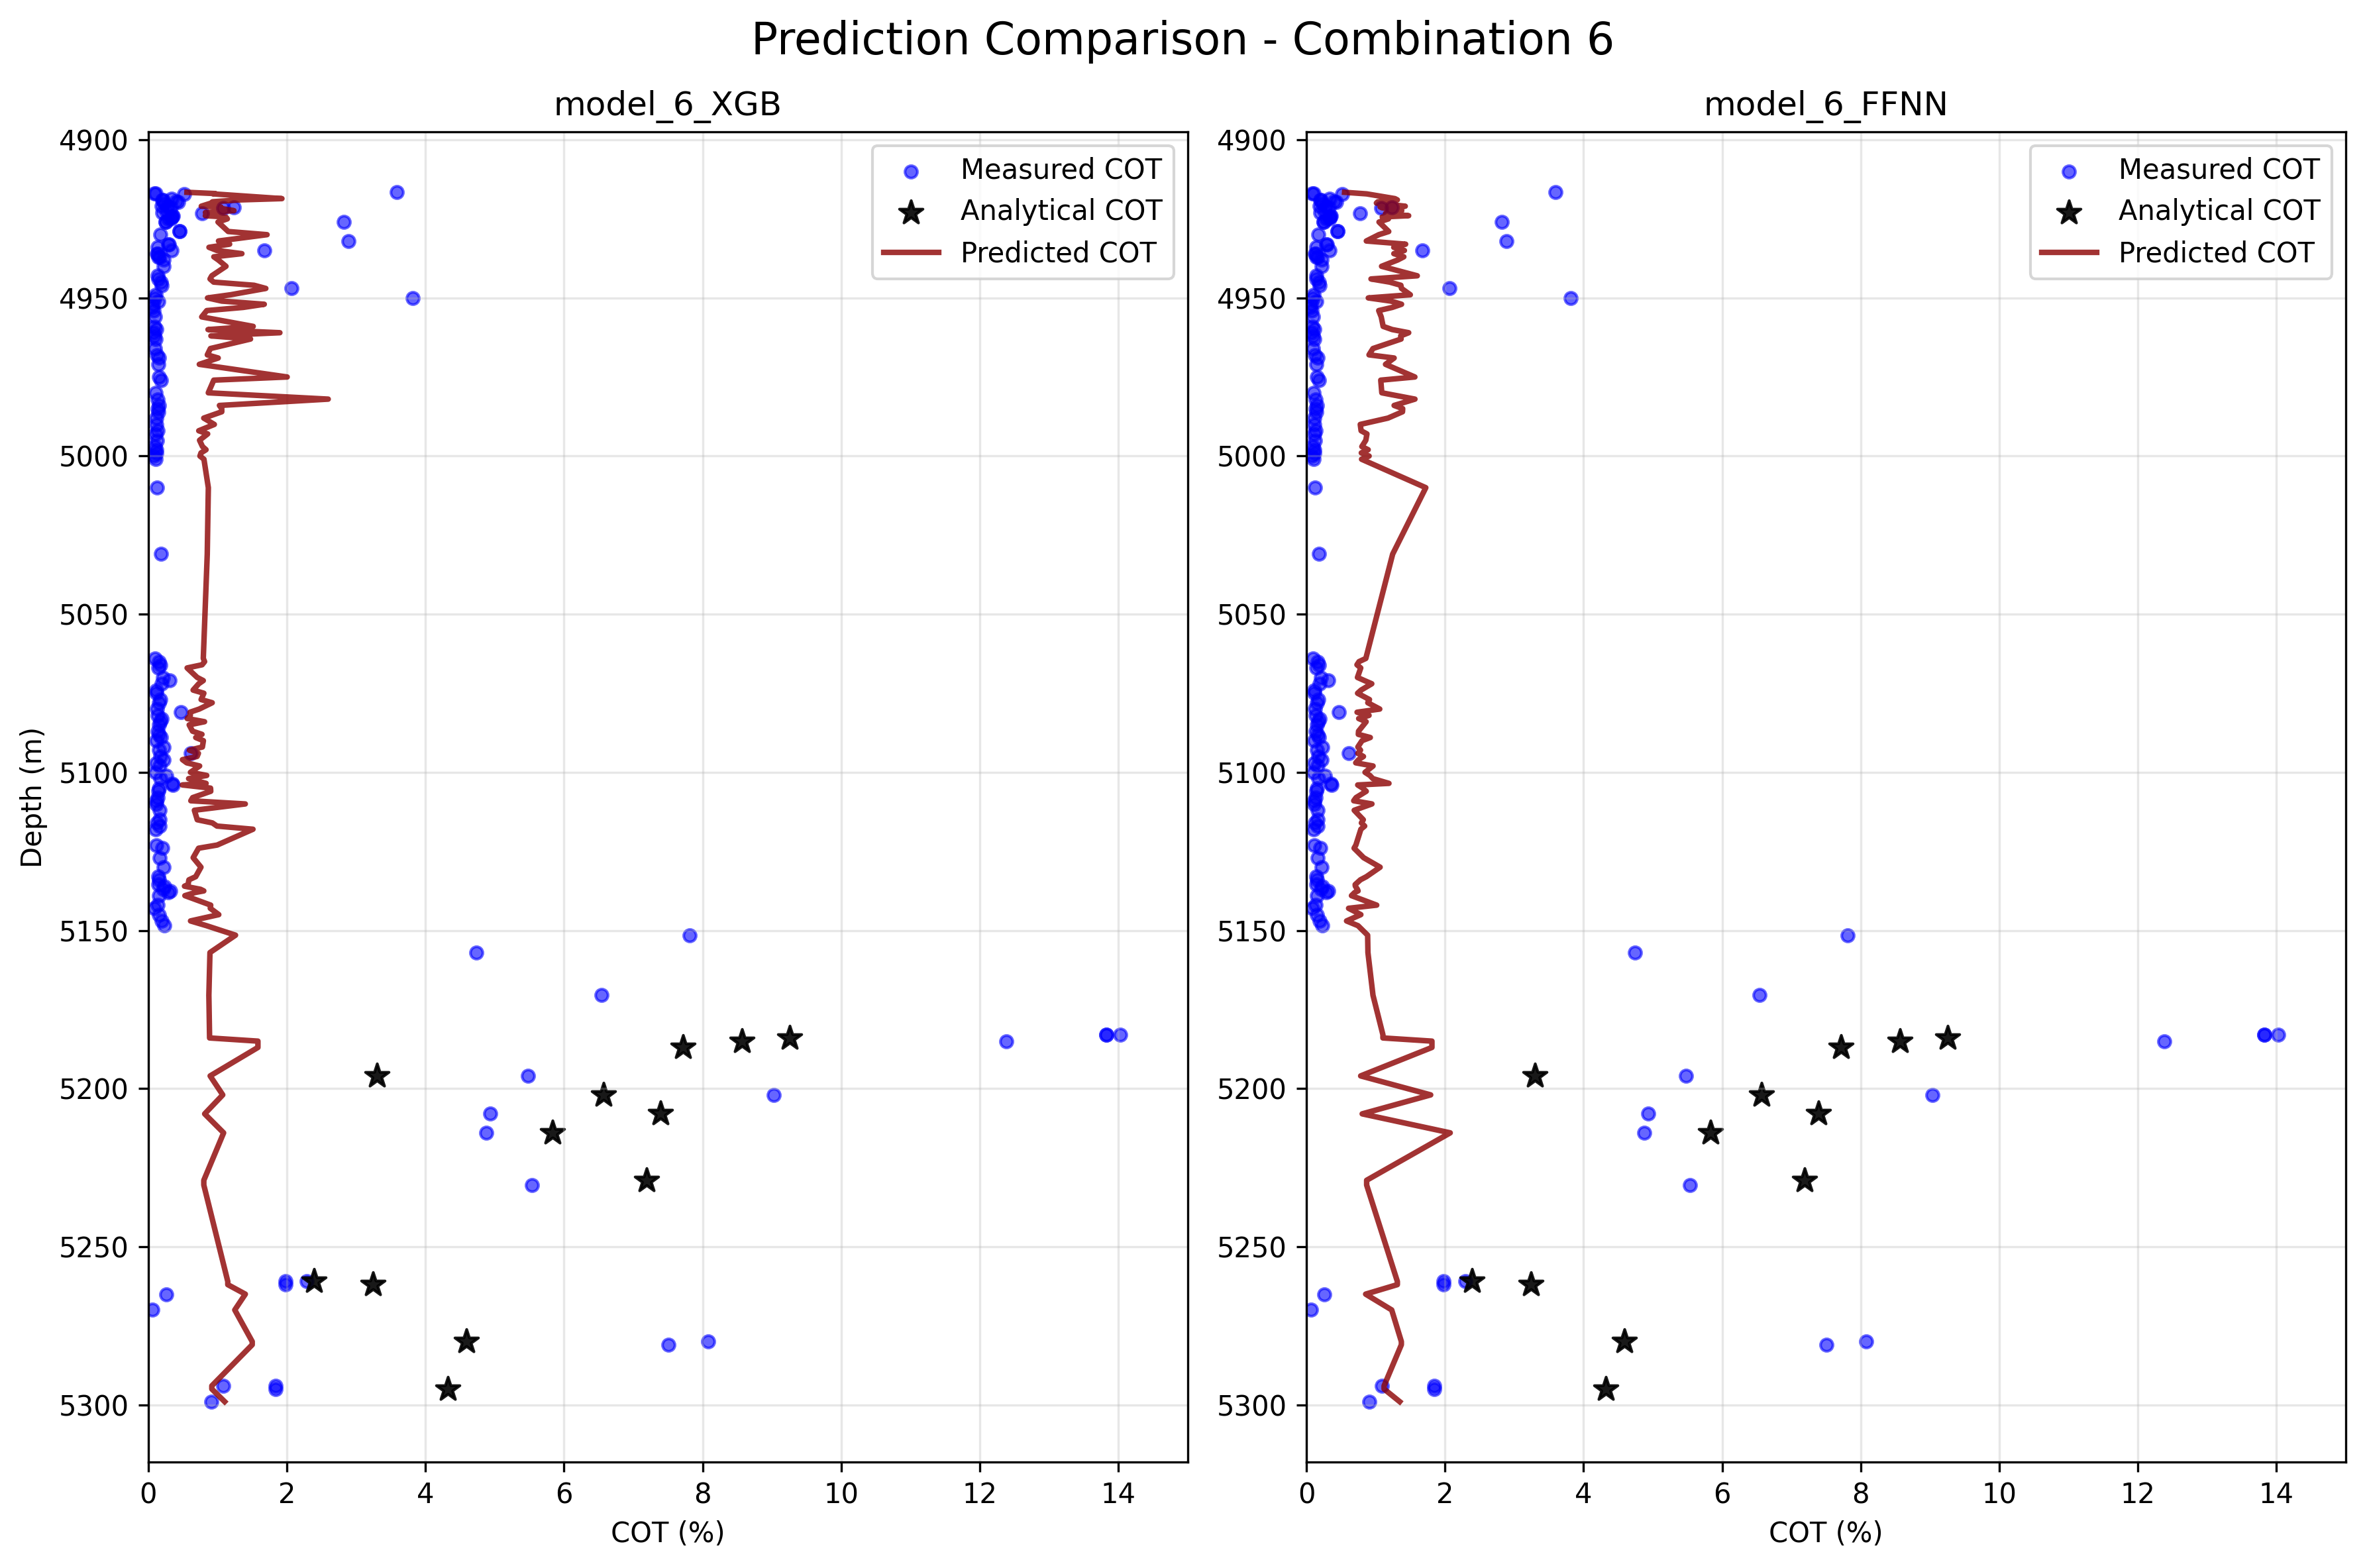 Prediction Comparison - Combination 6
model_6_XGB
Measured COT
Analytical COT
Predicted COT
4900
4950
5000
5050
5100
5150
5200
5250
5300
Depth (m)
0 2 4 6 8 10 12 14
COT (%)
model_6_FFNN
Measured COT
Analytical COT
Predicted COT
4900
4950
5000
5050
5100
5150
5200
5250
5300
0 2 4 6 8 10 12 14
COT (%)